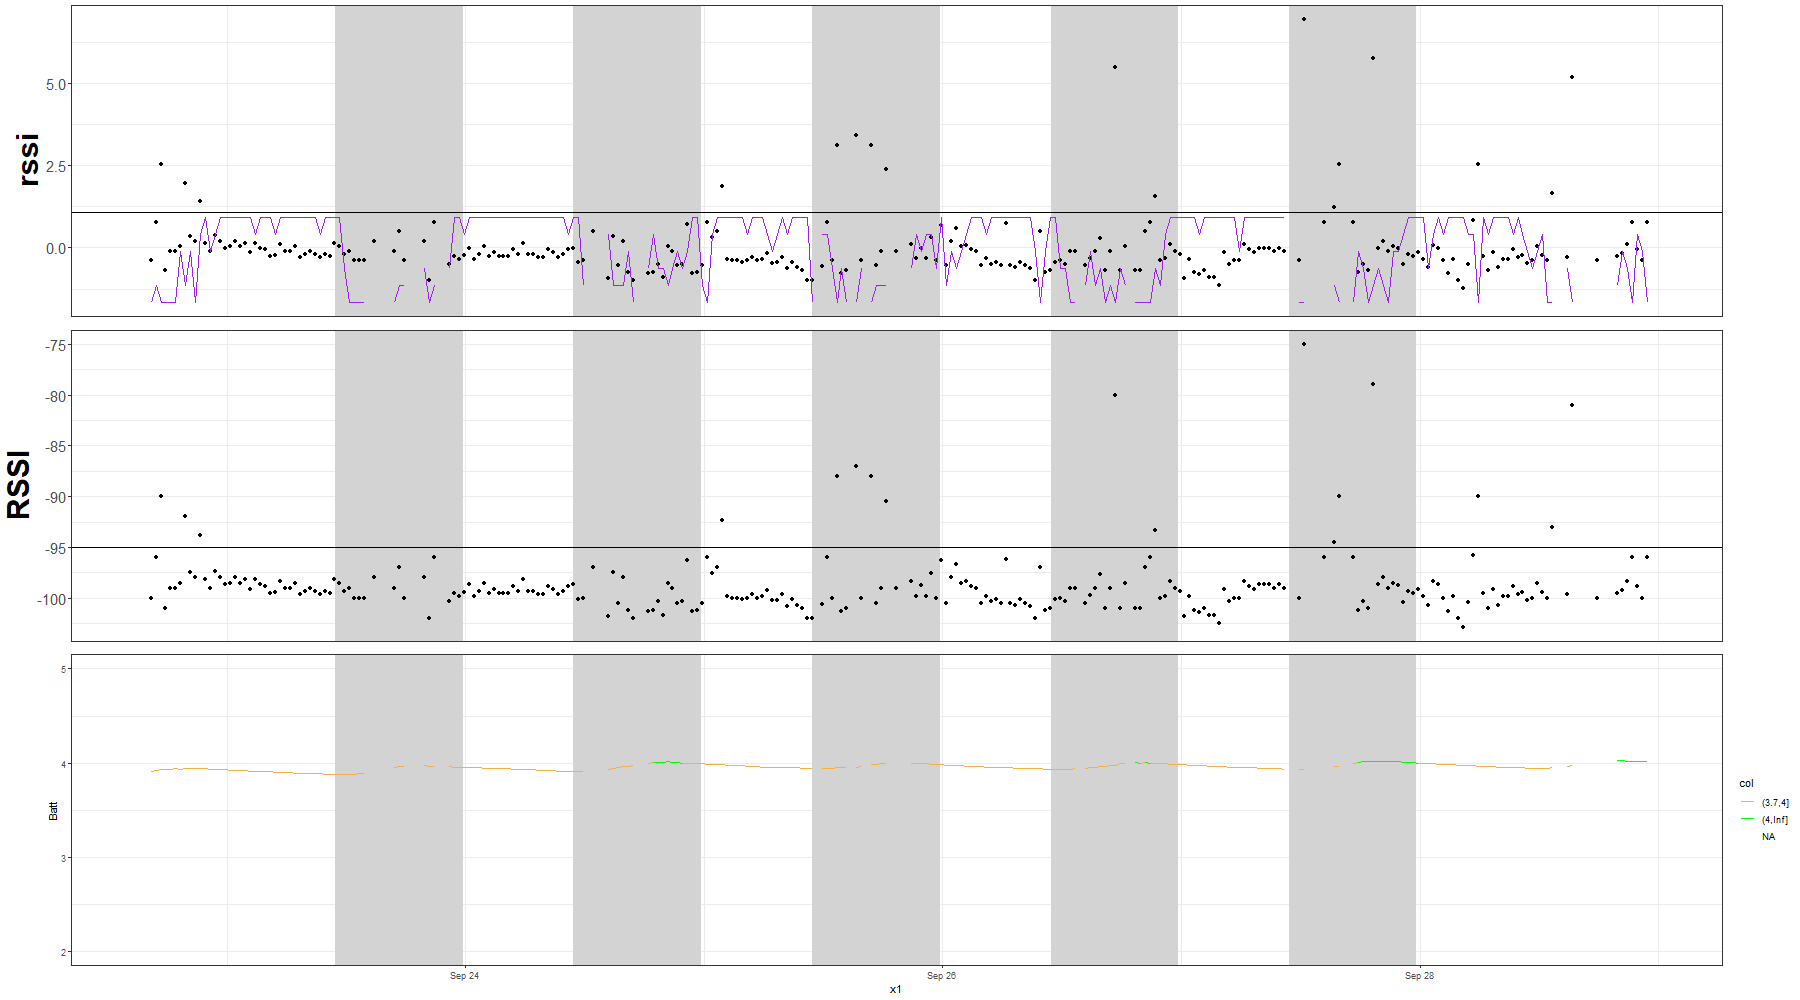 rssi
5.0
2.5
0.0
RSSI
-75
-80
-85
-90
-95
-100
Batt
5
4
3
2
Sep 24
Sep 26
Sep 28
x1
col
(3.7,4]
(4,Inf]
NA